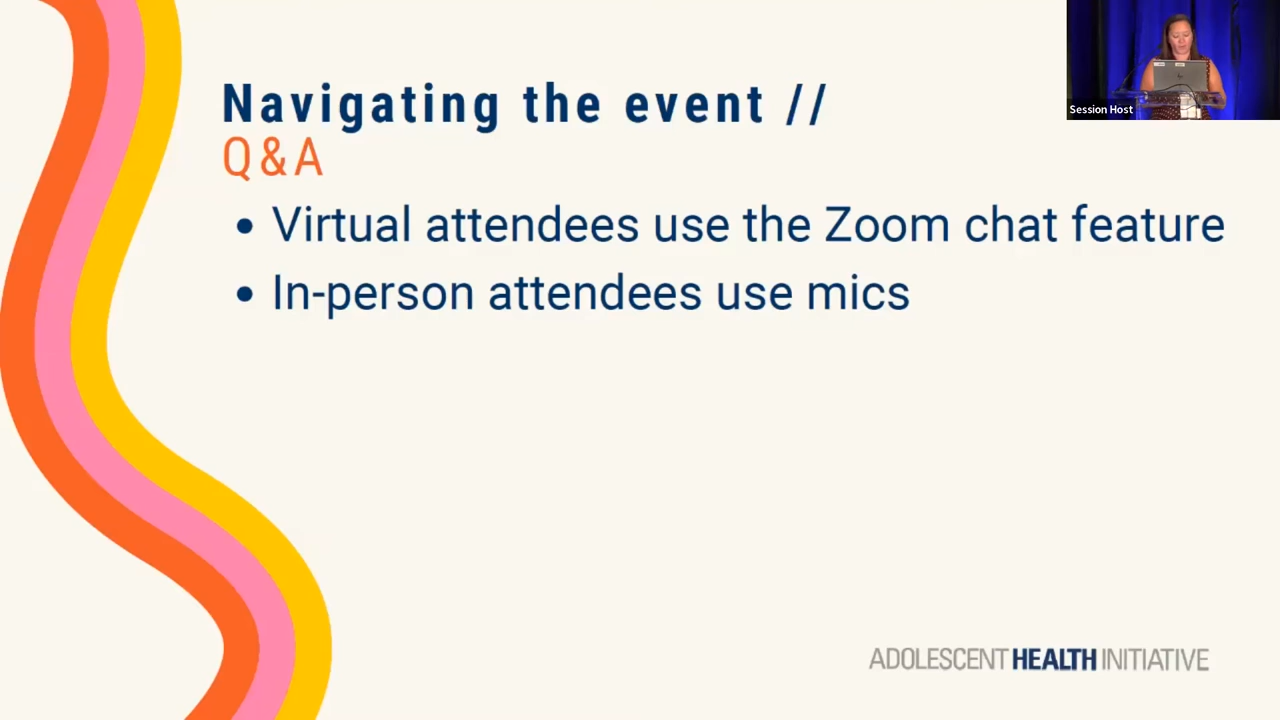 Navigating the event //
Q&A
• Virtual attendees use the Zoom chat feature
• In-person attendees use mics
Session Host
ADOLESCENT HEALTH INITIATIVE